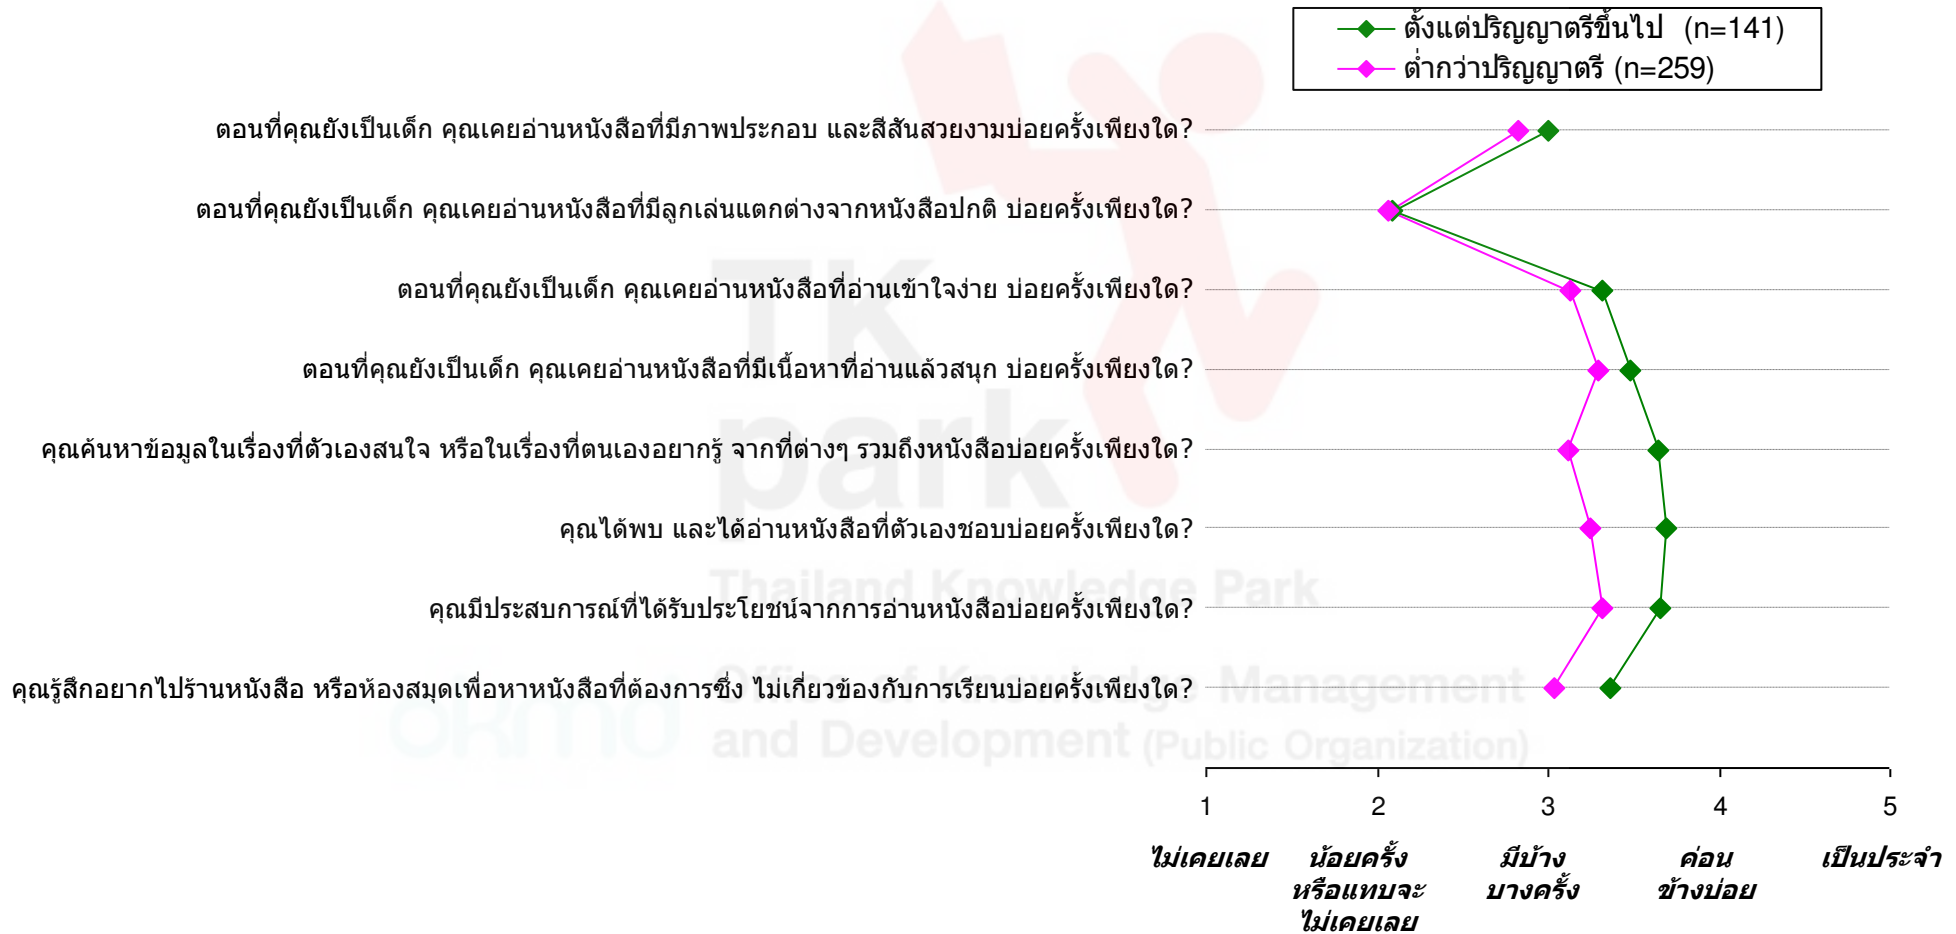 ตั้งแต่ปริญญาตรีขึ้นไป (n=141)
ต่ำกว่าปริญญาตรี (n=259)
ตอนที่คุณยังเป็นเด็ก คุณเคยอ่านหนังสือที่มีภาพประกอบ และสีสันสวยงามบ่อยครั้งเพียงใด?
ตอนที่คุณยังเป็นเด็ก คุณเคยอ่านหนังสือที่มีลูกเล่นแตกต่างจากหนังสือปกติ บ่อยครั้งเพียงใด?
ตอนที่คุณยังเป็นเด็ก คุณเคยอ่านหนังสือที่อ่านเข้าใจง่าย บ่อยครั้งเพียงใด?
ตอนที่คุณยังเป็นเด็ก คุณเคยอ่านหนังสือที่มีเนื้อหาที่อ่านแล้วสนุก บ่อยครั้งเพียงใด?
คุณค้นหาข้อมูลในเรื่องที่ตัวเองสนใจ หรือในเรื่องที่ตนเองอยากรู้ จากที่ต่างๆ รวมถึงหนังสือบ่อยครั้งเพียงใด?
คุณได้พบ และได้อ่านหนังสือที่ตัวเองชอบบ่อยครั้งเพียงใด?
คุณมีประสบการณ์ที่ได้รับประโยชน์จากการอ่านหนังสือบ่อยครั้งเพียงใด?
คุณรู้สึกอยากไปร้านหนังสือ หรือห้องสมุดเพื่อหาหนังสือที่ต้องการซึ่ง ไม่เกี่ยวข้องกับการเรียนบ่อยครั้งเพียงใด?
TK
park
Thailand Knowledge Park
okmd
Office of Knowledge Management
and Development (Public Organization)
1 2 3 4 5
ไม่เคยเลย น้อยครั้ง มีบ้าง ค่อน เป็นประจำ
หรือแทบจะ บางครั้ง ข้างบ่อย
ไม่เคยเลย